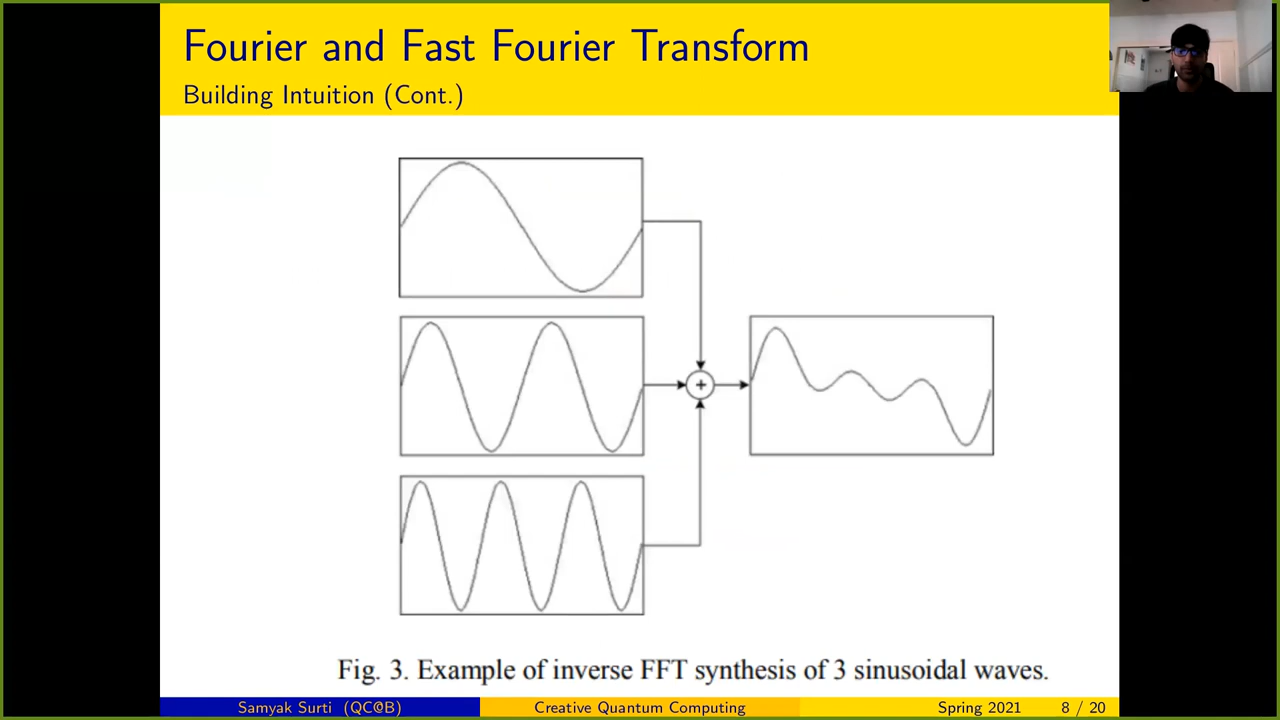 Fourier and Fast Fourier Transform
Building Intuition (Cont.)
+
Fig. 3. Example of inverse FFT synthesis of 3 sinusoidal waves.
Samyak Surti (QC@B) Creative Quantum Computing Spring 2021 8 / 20